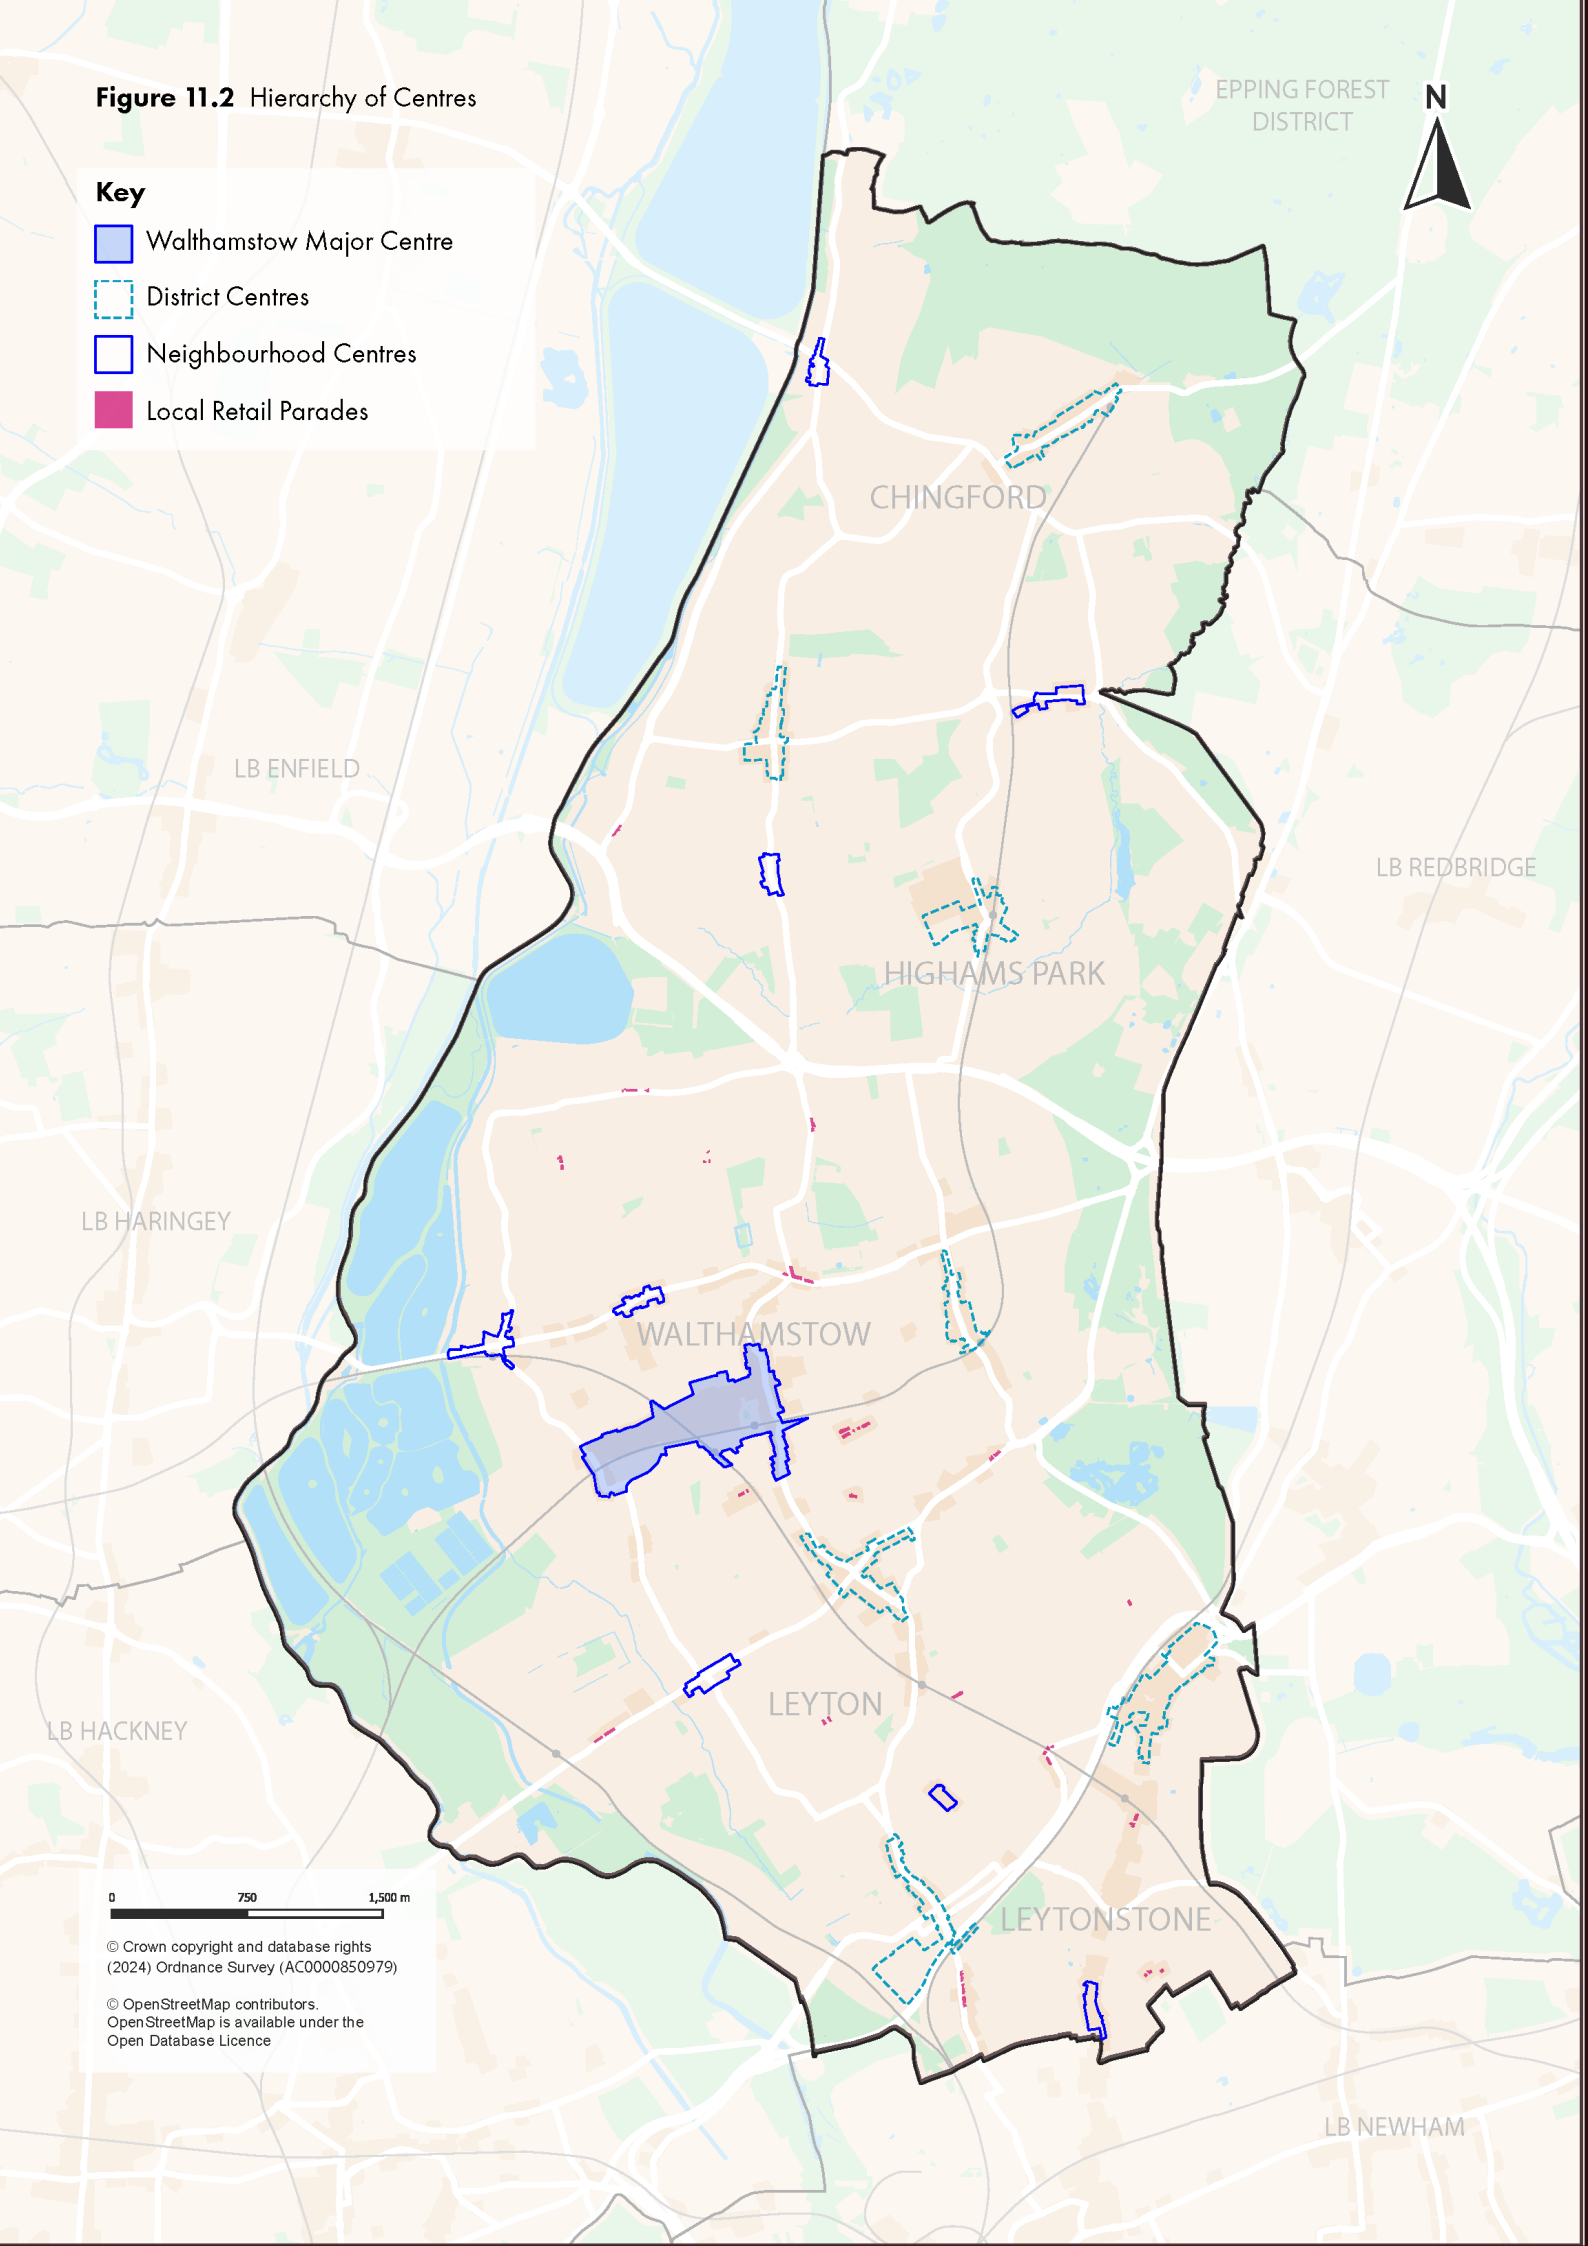 Figure 11.2 Hierarchy of Centres
EPPING FOREST
DISTRICT
N
Key
Walthamstow Major Centre
District Centres
Neighbourhood Centres
Local Retail Parades
CHINGFORD
LB ENFIELD
LB REDBRIDGE
HIGHAMS PARK
LB HARINGEY
WALTHAMSTOW
LEYTON
LB HACKNEY
LEYTONSTONE
0 750 1,500 m
© Crown copyright and database rights
(2024) Ordnance Survey (AC0000850979)
© OpenStreetMap contributors.
OpenStreetMap is available under the
Open Database Licence
LB NEWHAM